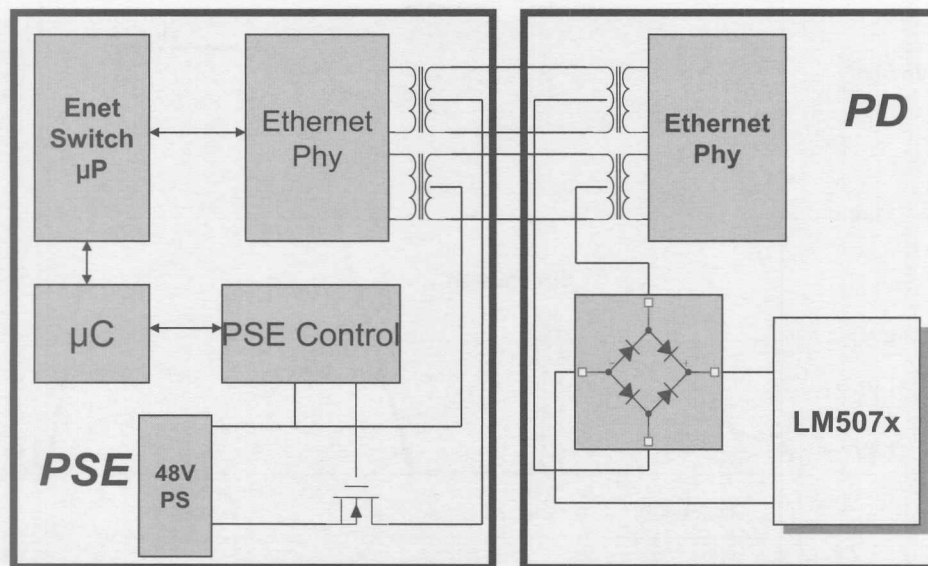 Enet
Switch
µP
Ethernet
Phy
Ethernet
Phy
PD
µC
PSE Control
LM507x
PSE
48V
PS